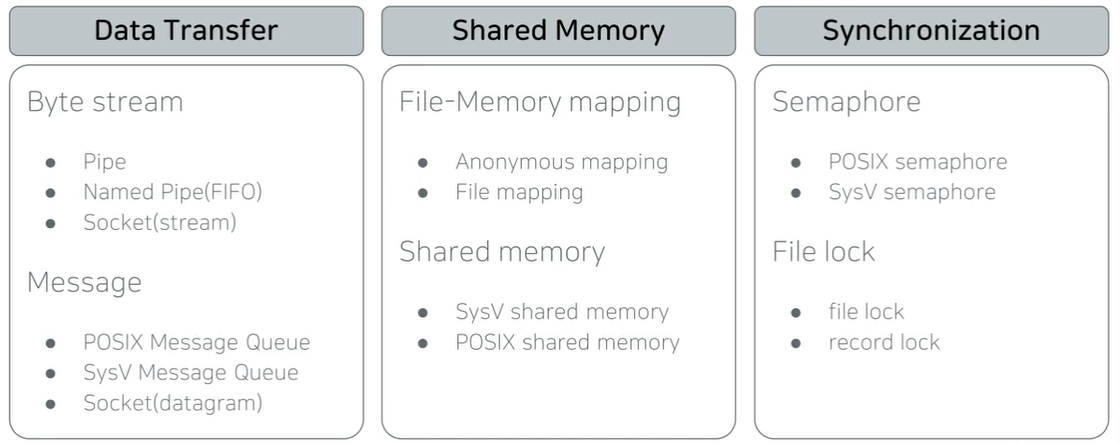 Data Transfer
Byte stream
● Pipe
● Named Pipe(FIFO)
● Socket(stream)
Message
● POSIX Message Queue
● SysV Message Queue
● Socket(datagram)
Shared Memory
File-Memory mapping
● Anonymous mapping
● File mapping
Shared memory
● SysV shared memory
● POSIX shared memory
Synchronization
Semaphore
● POSIX semaphore
● SysV semaphore
File lock
● file lock
● record lock